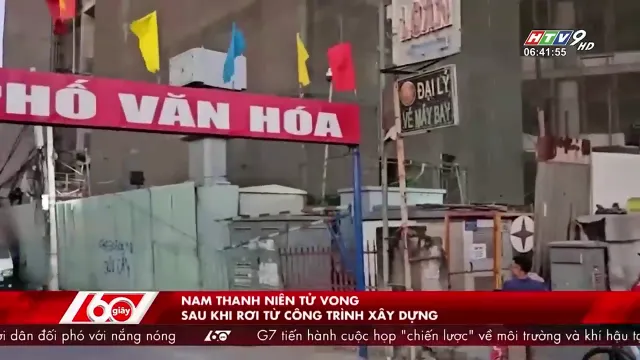 HTV9 HD
06:41:55
LOAN
PHỐ VĂN HÓA
ĐẠI LÝ
VÉ MÁY BAY
60 giây
NAM THANH NIÊN TỬ VONG
SAU KHI RƠI TỪ CÔNG TRÌNH XÂY DỰNG
ời dân đối phó với nắng nóng
G7 tiến hành cuộc họp "chiến lược" về môi trường và khí hậu tạ